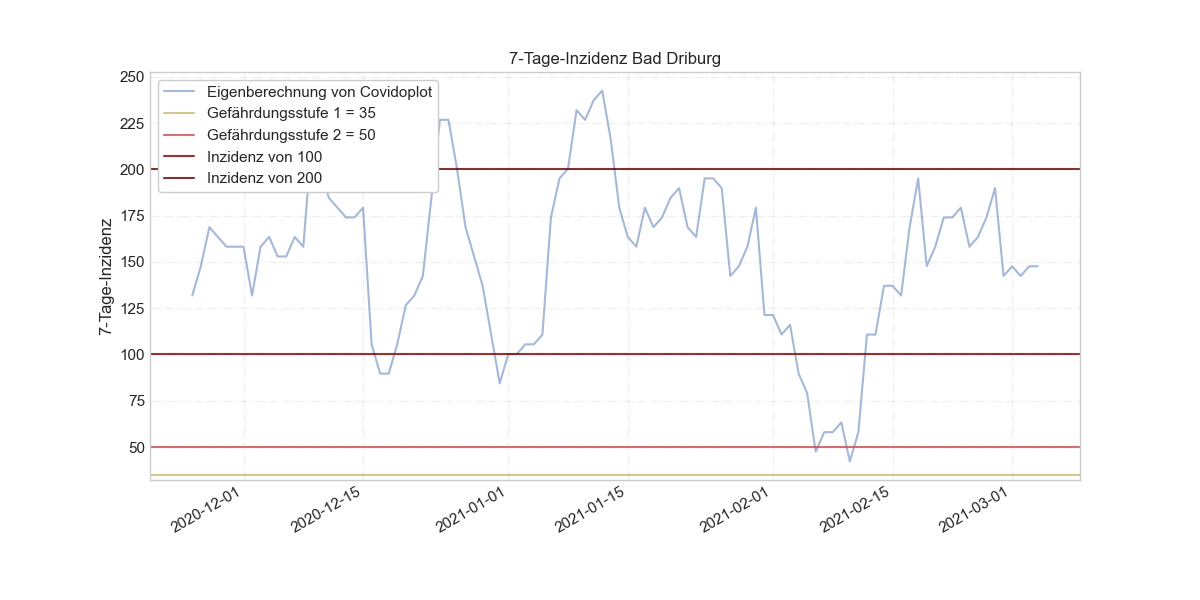 7-Tage-Inzidenz Bad Driburg
250
225
200
175
150
125
100
75
50
7-Tage-Inzidenz
Eigenberechnung von Covidoplot
Gefährdungsstufe 1 = 35
Gefährdungsstufe 2 = 50
Inzidenz von 100
Inzidenz von 200
2020-12-01
2020-12-15
2021-01-01
2021-01-15
2021-02-01
2021-02-15
2021-03-01